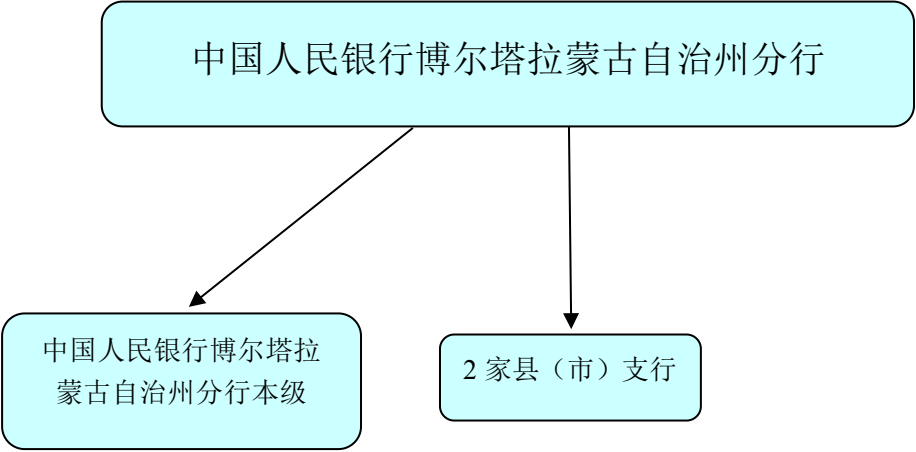 中国人民银行博尔塔拉蒙古自治州分行
中国人民银行博尔塔拉
蒙古自治州分行本级
2 家县（市）支行